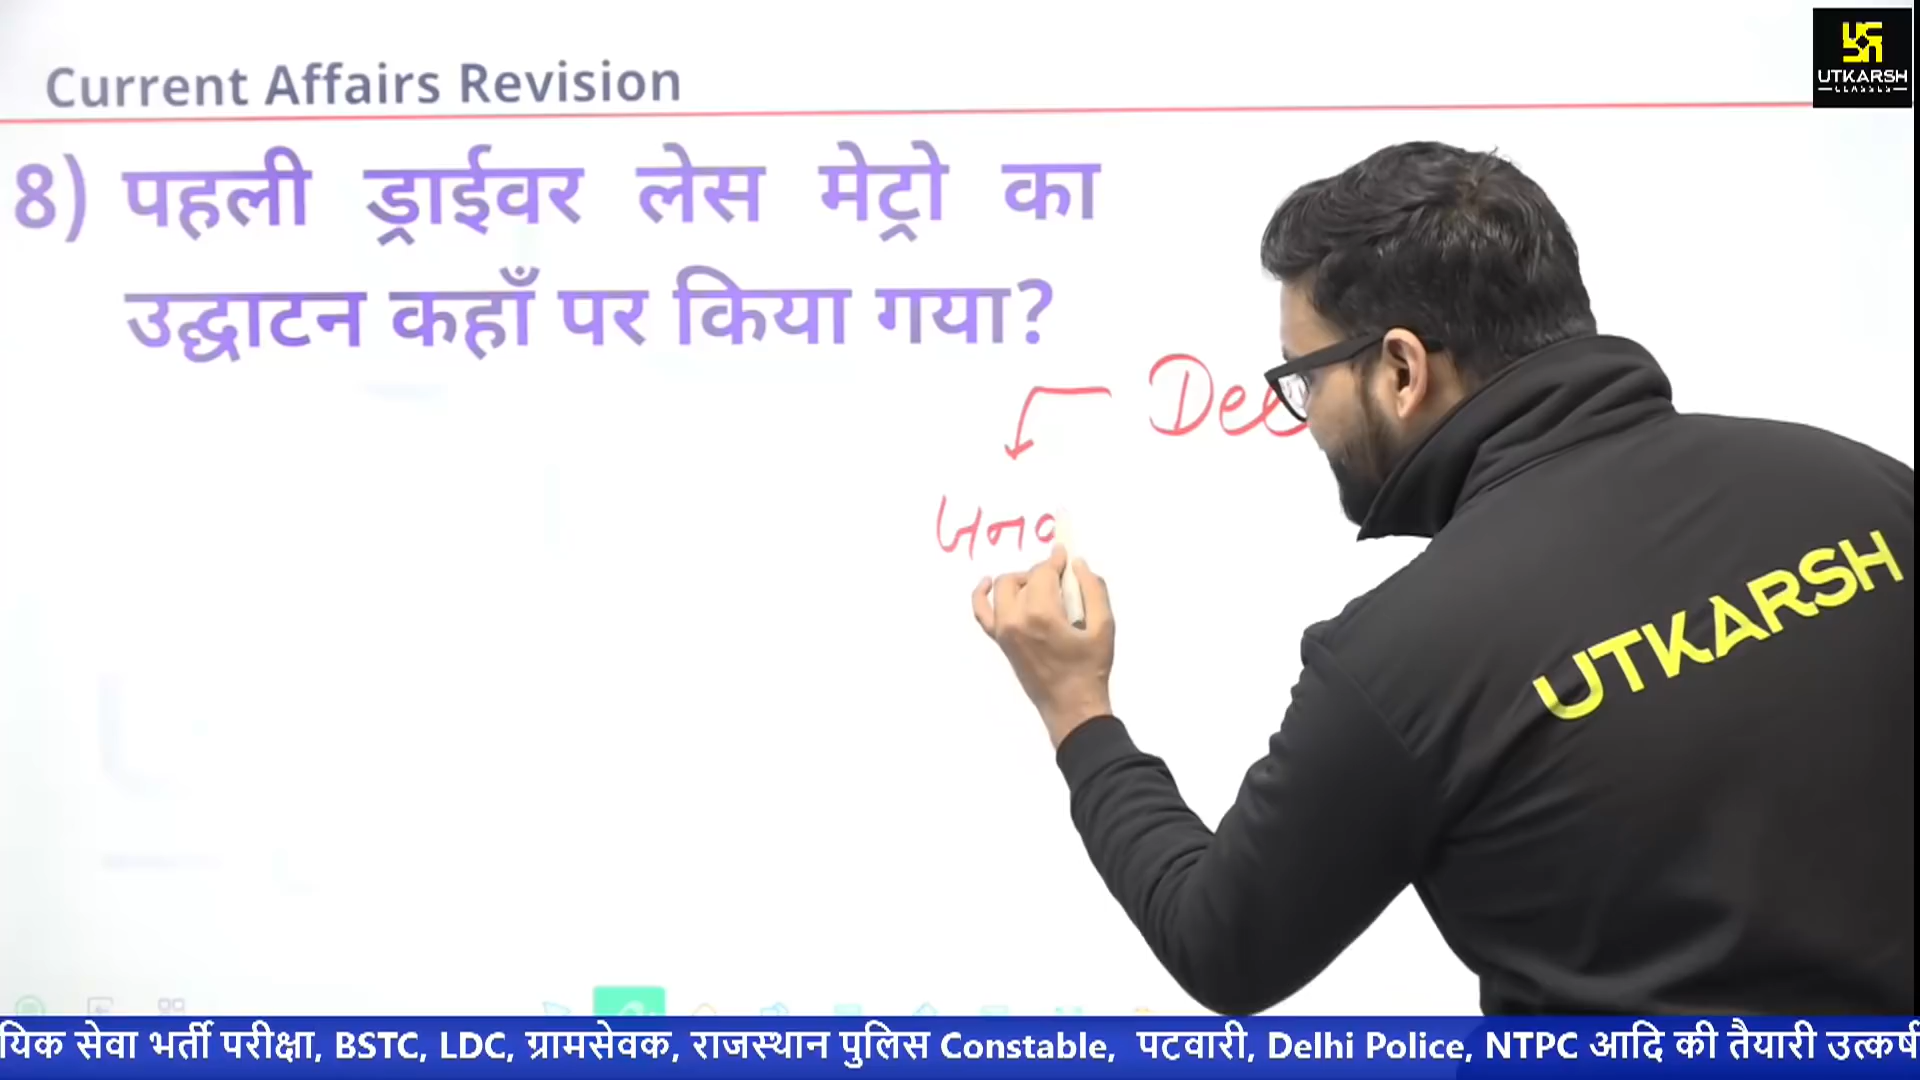 UTKARSH
CLASSES
Current Affairs Revision
8) पहली ड्राईवर लेस मेट्रो का
उद्घाटन कहाँ पर किया गया?
UTKARSH
यिक सेवा भर्ती परीक्षा, BSTC, LDC, ग्रामसेवक, राजस्थान पुलिस Constable, पटवारी, Delhi Police, NTPC आदि की तैयारी उत्कर्ष